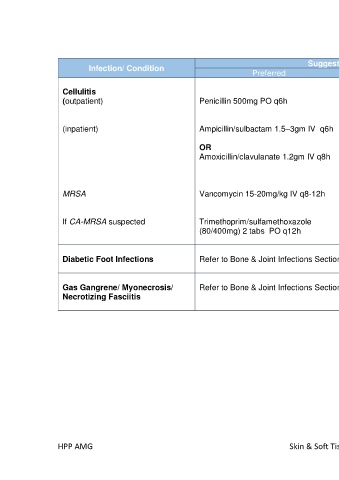 Suggest
Infection/ Condition
Preferred
Cellulitis
(outpatient)
Penicillin 500mg PO q6h
(inpatient)
Ampicillin/sulbactam 1.5–3gm IV q6h
OR
Amoxicillin/clavulanate 1.2gm IV q8h
MRSA
Vancomycin 15-20mg/kg IV q8-12h
If CA-MRSA suspected
Trimethoprim/sulfamethoxazole
(80/400mg) 2 tabs PO q12h
Diabetic Foot Infections
Refer to Bone & Joint Infections Section
Gas Gangrene/ Myonecrosis/
Necrotizing Fasciitis
Refer to Bone & Joint Infections Section
HPP AMG
Skin & Soft Tis